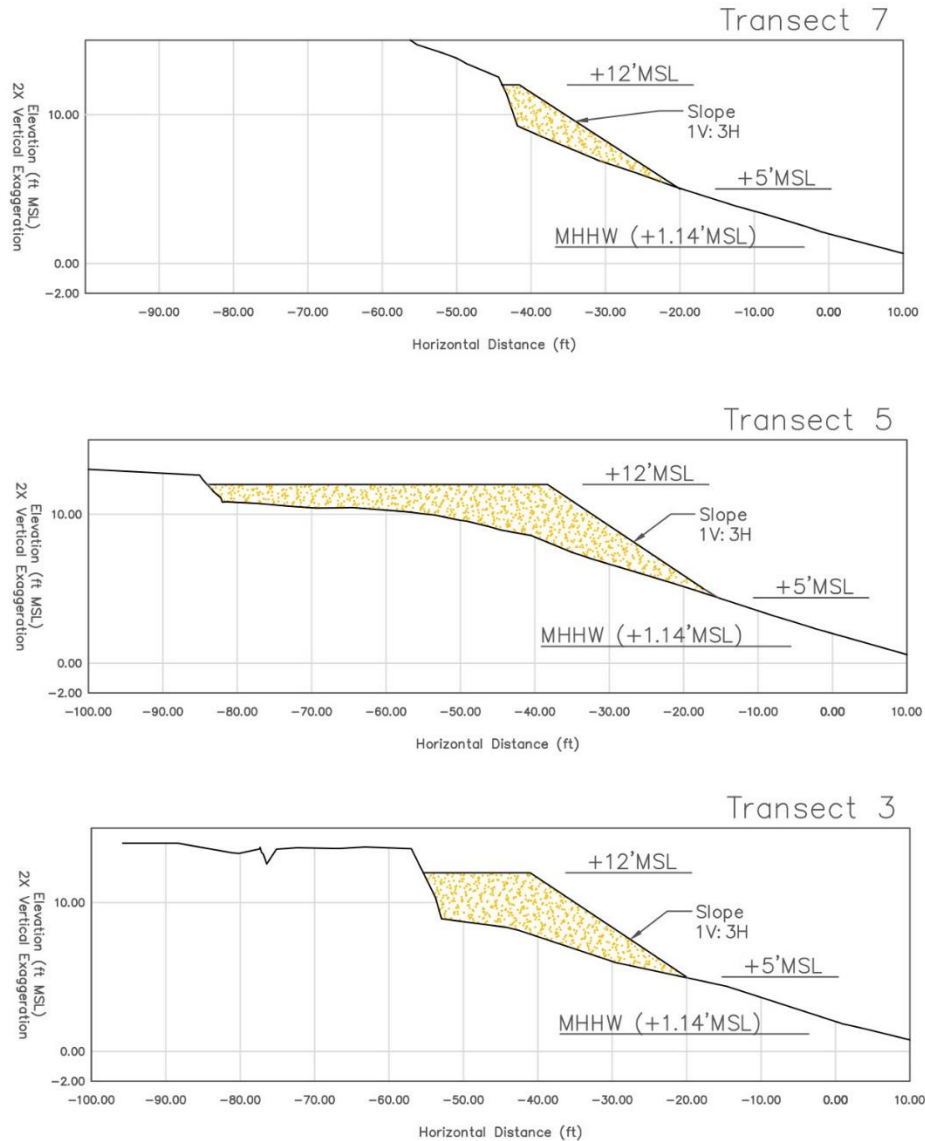 Transect 7
+12'MSL
Slope
1V: 3H
+5'MSL
MHHW (+1.14'MSL)
10.00
0.00
-2.00
Elevation (ft MSL)
2X Vertical Exaggeration
-90.00 -80.00 -70.00 -60.00 -50.00 -40.00 -30.00 -20.00 -10.00 0.00 10.00
Horizontal Distance (ft)
Transect 5
+12'MSL
Slope
1V: 3H
+5'MSL
MHHW (+1.14'MSL)
10.00
0.00
-2.00
Elevation (ft MSL)
2X Vertical Exaggeration
-100.00 -90.00 -80.00 -70.00 -60.00 -50.00 -40.00 -30.00 -20.00 -10.00 0.00 10.00
Horizontal Distance (ft)
Transect 3
+12'MSL
Slope
1V: 3H
+5'MSL
MHHW (+1.14'MSL)
10.00
0.00
-2.00
Elevation (ft MSL)
2X Vertical Exaggeration
-100.00 -90.00 -80.00 -70.00 -60.00 -50.00 -40.00 -30.00 -20.00 -10.00 0.00 10.00
Horizontal Distance (ft)